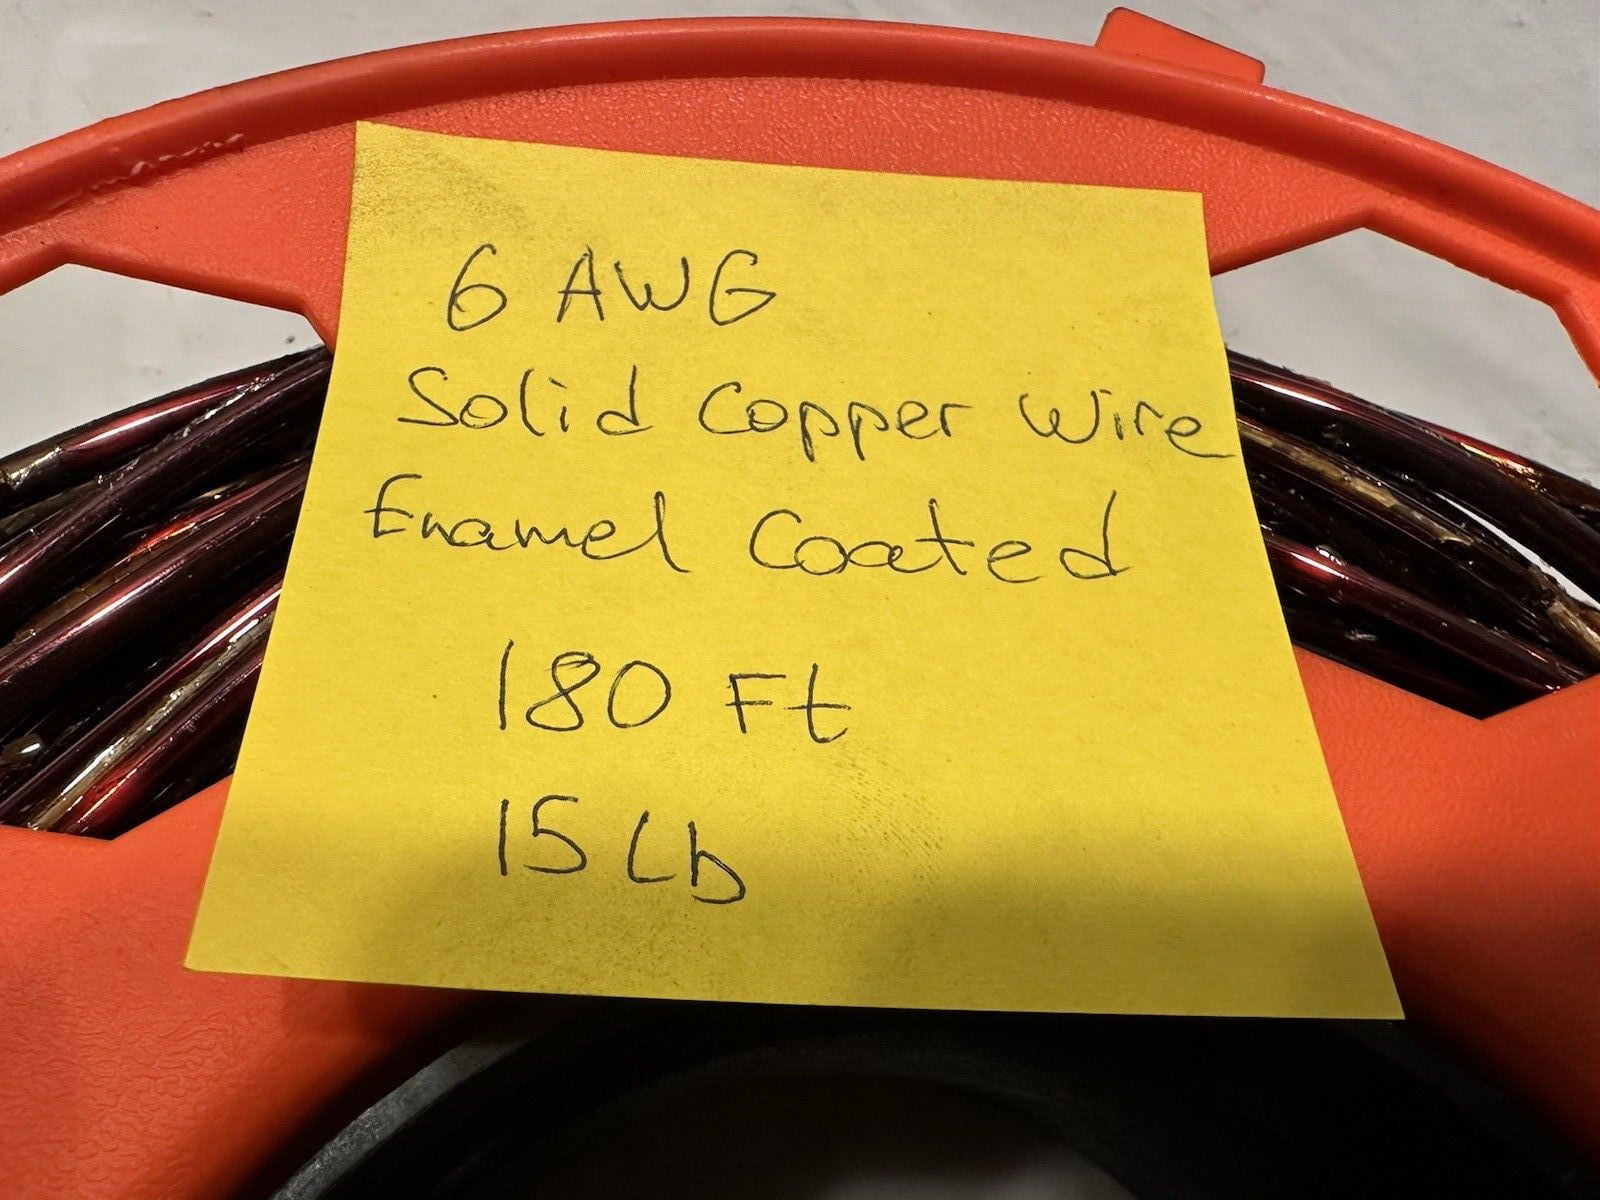 6 AWG
Solid Copper Wire
Enamel Coated
180 Ft
15 Lb